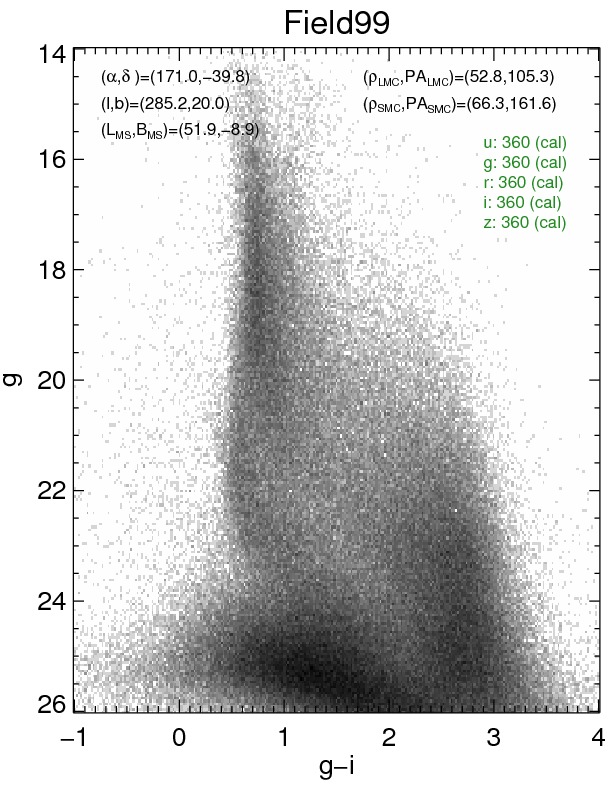 Field99
(α,δ)=(171.0,−39.8)
(l,b)=(285.2,20.0)
(LMS,BMS)=(51.9,−8.9)
(ρLMC,PALMC)=(52.8,105.3)
(ρSMC,PASMC)=(66.3,161.6)
u: 360 (cal)
g: 360 (cal)
r: 360 (cal)
i: 360 (cal)
z: 360 (cal)
14
16
18
20
22
24
26
g
−1 0 1 2 3 4
g−i